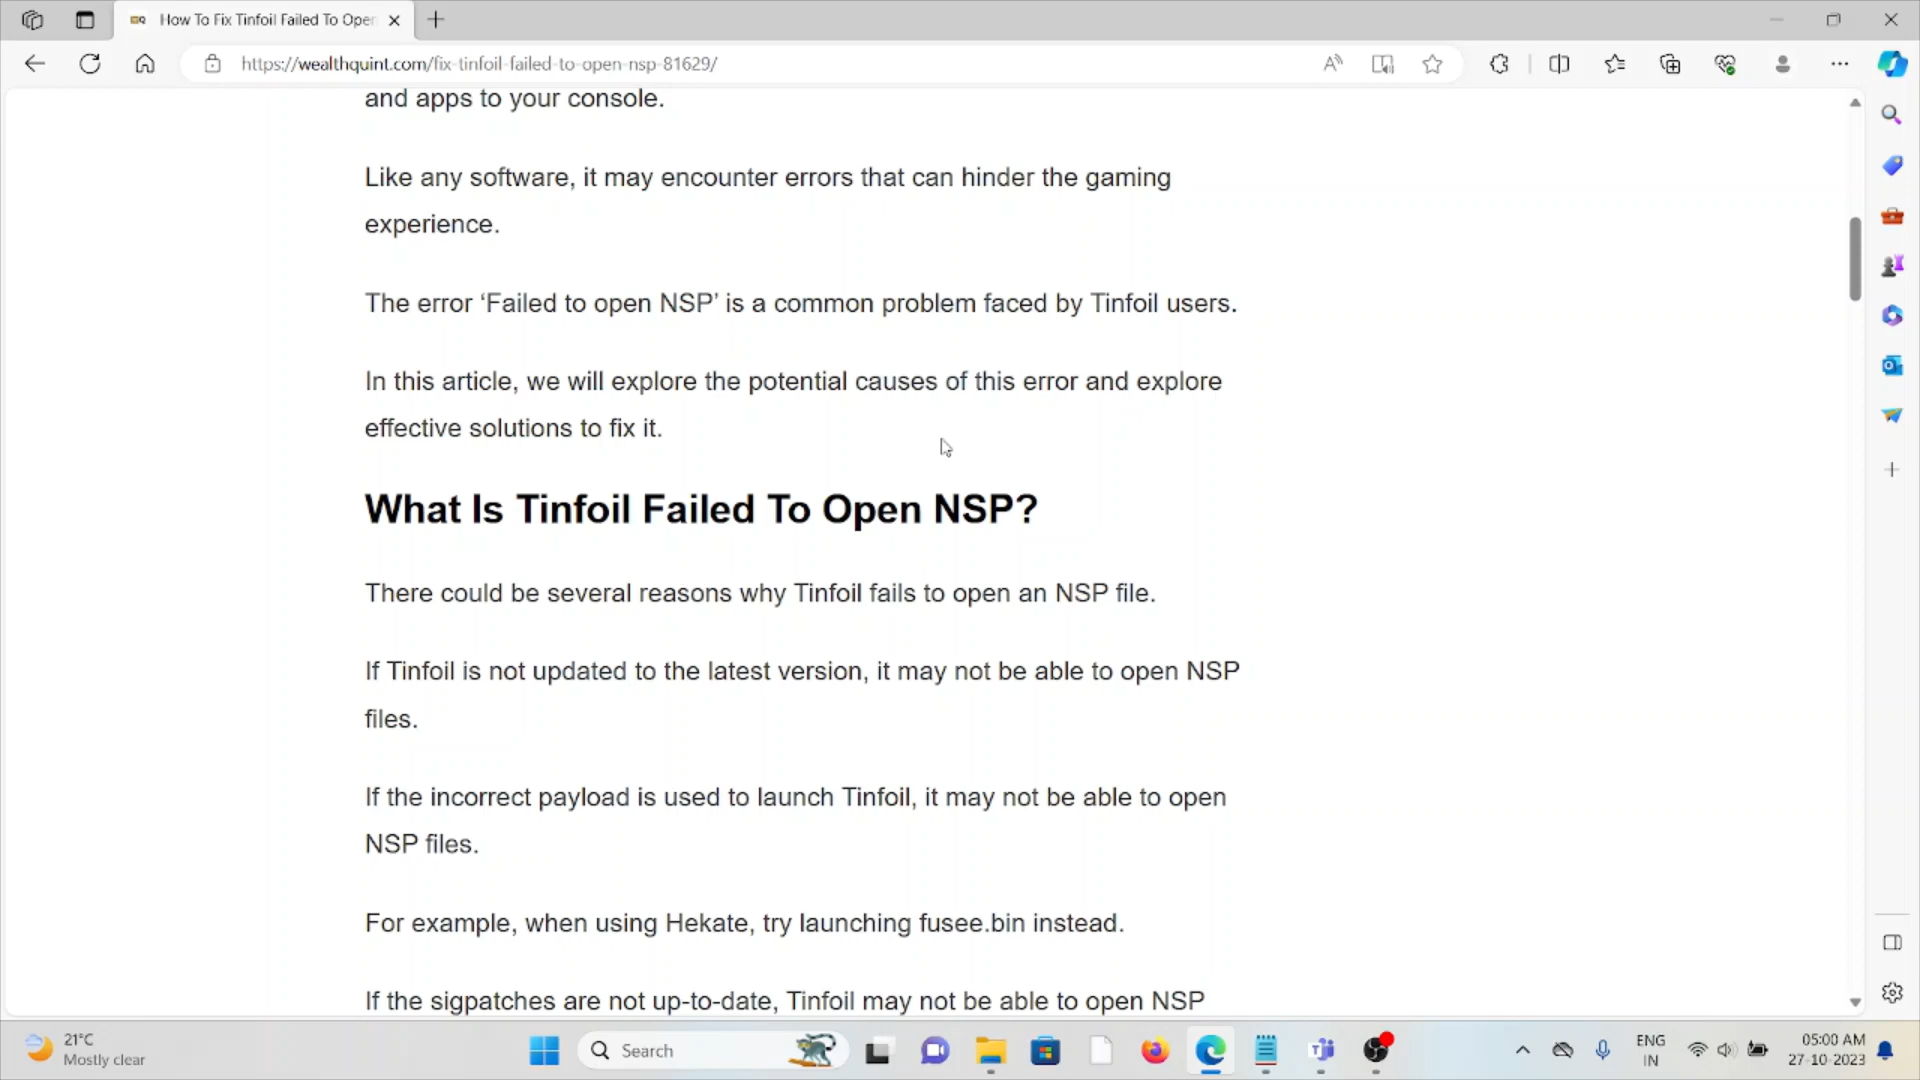 How To Fix Tinfoil Failed To Open
https://wealthquint.com/fix-tinfoil-failed-to-open-nsp-81629/
and apps to your console.
Like any software, it may encounter errors that can hinder the gaming
experience.
The error ‘Failed to open NSP’ is a common problem faced by Tinfoil users.
In this article, we will explore the potential causes of this error and explore
effective solutions to fix it.
What Is Tinfoil Failed To Open NSP?
There could be several reasons why Tinfoil fails to open an NSP file.
If Tinfoil is not updated to the latest version, it may not be able to open NSP
files.
If the incorrect payload is used to launch Tinfoil, it may not be able to open
NSP files.
For example, when using Hekate, try launching fusee.bin instead.
If the sigpatches are not up-to-date, Tinfoil may not be able to open NSP
21°C
Mostly clear
Search
ENG
IN
05:00 AM
27-10-2023